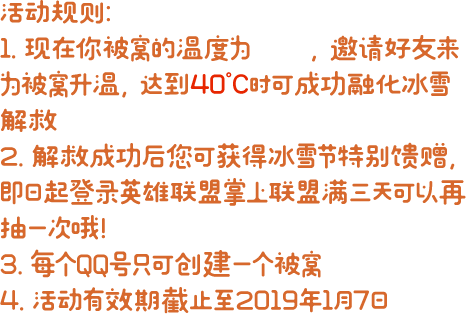 活动规则:
1. 现在你被窝的温度为 , 邀请好友来
为被窝升温, 达到40℃时可成功融化冰雪
解救
2. 解救成功后您可获得冰雪节特别馈赠,
即日起登录英雄联盟掌上联盟满三天可以再
抽一次哦!
3. 每个QQ号只可创建一个被窝
4. 活动有效期截止至2019年1月7日